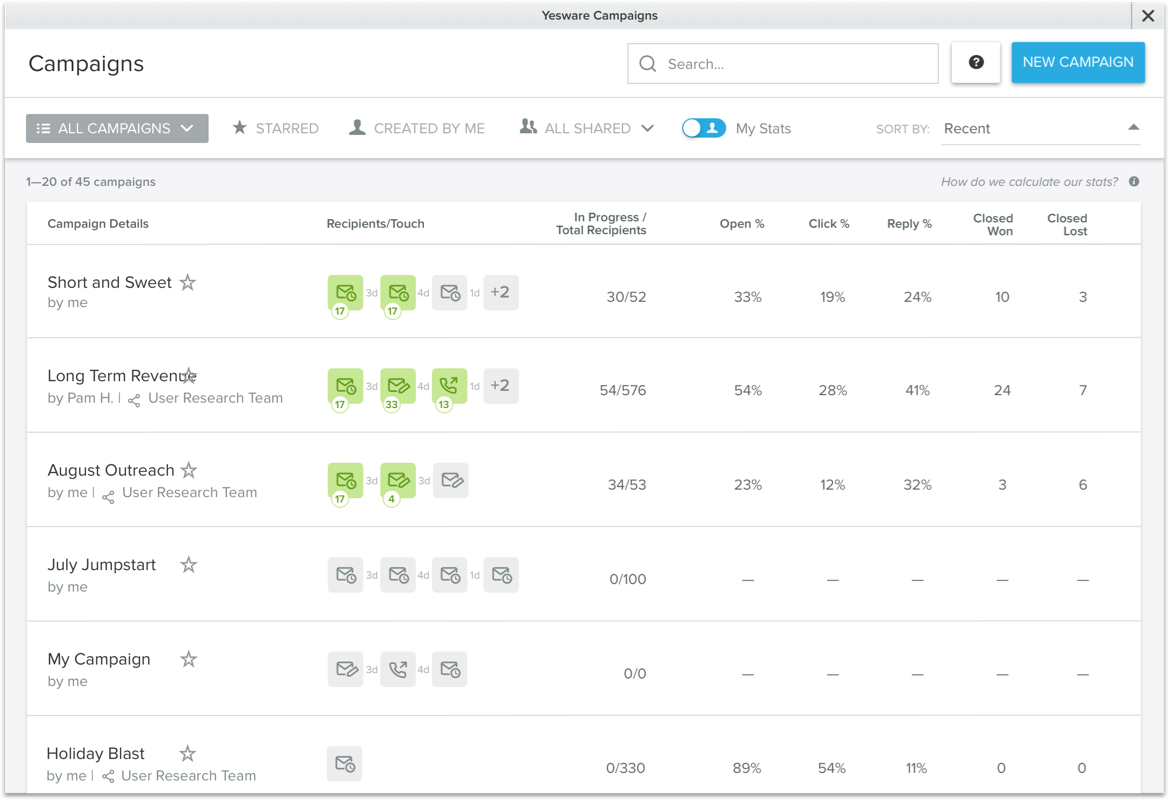 Yesware Campaigns
Campaigns
Search...
?
NEW CAMPAIGN
ALL CAMPAIGNS
STARRED
CREATED BY ME
ALL SHARED
My Stats
SORT BY:
Recent
1—20 of 45 campaigns
How do we calculate our stats?
Campaign Details
Recipients/Touch
In Progress /
Total Recipients
Open %
Click %
Reply %
Closed
Won
Closed
Lost
Short and Sweet
by me
3d 4d 1d +2
17 17
30/52 33% 19% 24% 10 3
Long Term Revenue
by Pam H. | User Research Team
3d 4d 1d +2
17 33 13
54/576 54% 28% 41% 24 7
August Outreach
by me | User Research Team
3d 3d
17 4
34/53 23% 12% 32% 3 6
July Jumpstart
by me
3d 4d 1d
0/100 — — — — —
My Campaign
by me
3d 4d
0/0 — — — — —
Holiday Blast
by me | User Research Team
0/330 89% 54% 11% 0 0